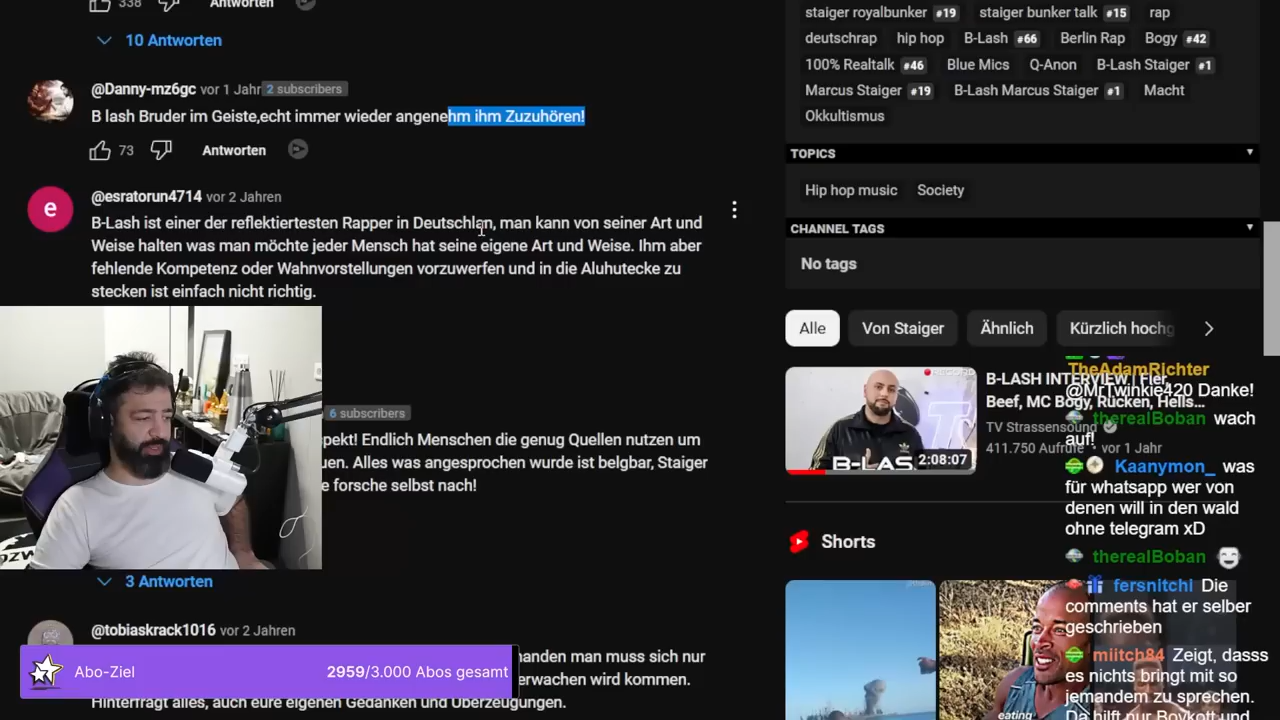 338 Antworten
10 Antworten
@Danny-mz6gc vor 1 Jahr 2 subscribers
B lash Bruder im Geiste,echt immer wieder angenehm ihm Zuzuhören!
73 Antworten
e
@esratorun4714 vor 2 Jahren
B-Lash ist einer der reflektiertesten Rapper in Deutschlan, man kann von seiner Art und
Weise halten was man möchte jeder Mensch hat seine eigene Art und Weise. Ihm aber
fehlende Kompetenz oder Wahnvorstellungen vorzuwerfen und in die Aluhutecke zu
stecken ist einfach nicht richtig.
6 subscribers
pekt! Endlich Menschen die genug Quellen nutzen um
uen. Alles was angesprochen wurde ist belgbar, Staiger
e forsche selbst nach!
3 Antworten
@tobiaskrack1016 vor 2 Jahren
handen man muss sich nur
erwachen wird kommen.
Hinterfragt alles, auch eure eigenen Gedanken und Überzeugungen.
Abo-Ziel 2959/3.000 Abos gesamt
staiger royalbunker #19 staiger bunker talk #15 rap
deutschrap hip hop B-Lash #66 Berlin Rap Bogy #42
100% Realtalk #46 Blue Mics Q-Anon B-Lash Staiger #1
Marcus Staiger #19 B-Lash Marcus Staiger #1 Macht
Okkultismus
TOPICS
Hip hop music Society
CHANNEL TAGS
No tags
Alle Von Staiger Ähnlich Kürzlich hochg
RECORD
B-LAS
2:08:07
B-LASH INTERVIEW | Fler,
Beef, MC Bogy, Rücken, Hells...
TV Strassensound
411.750 Aufrufe vor 1 Jahr
Shorts
eating
TheAdamRichter
@MrTwinkie420 Danke!
therealBoban wach
auf!
Kaanymon_ was
für whatsapp wer von
denen will in den wald
ohne telegram xD
therealBoban
fersnitchi Die
comments hat er selber
geschrieben
miitch84 Zeigt, dasss
es nichts bringt mit so
jemandem zu sprechen.
Da hilft nur Boykott und